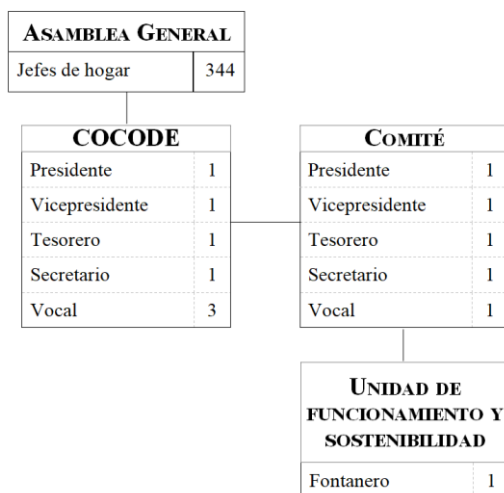 ASAMBLEA GENERAL
Jefes de hogar 344
COCODE
Presidente 1
Vicepresidente 1
Tesorero 1
Secretario 1
Vocal 3
COMITÉ
Presidente 1
Vicepresidente 1
Tesorero 1
Secretario 1
Vocal 1
UNIDAD DE
FUNCIONAMIENTO Y
SOSTENIBILIDAD
Fontanero 1